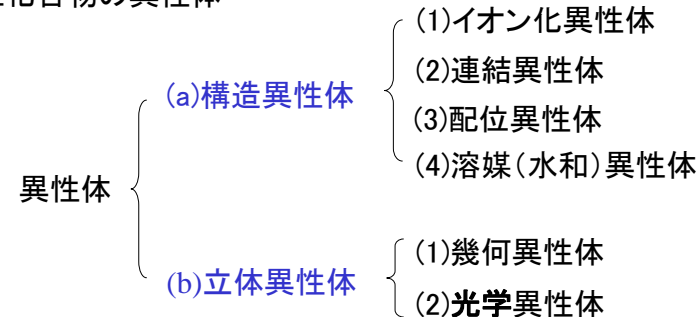 化合物の異性体
(1)イオン化異性体
(2)連結異性体
(a)構造異性体
(3)配位異性体
(4)溶媒(水和)異性体
異性体
(1)幾何異性体
(b)立体異性体
(2)光学異性体